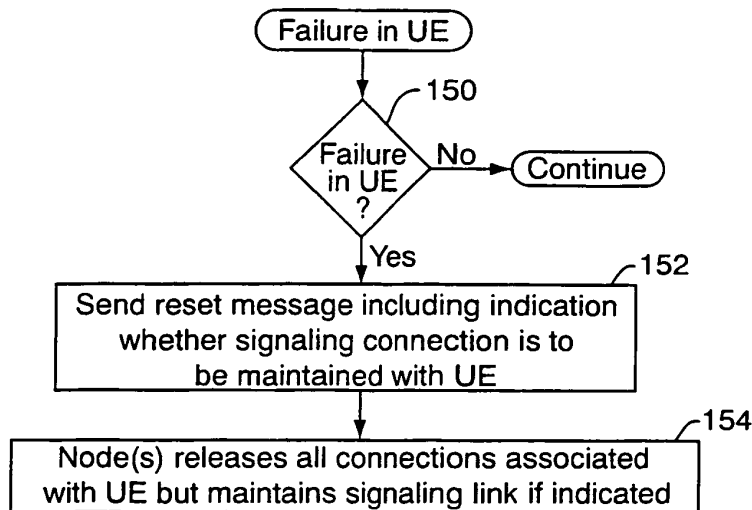 Failure in UE
150
Failure
in UE
?
No
Continue
Yes
152
Send reset message including indication
whether signaling connection is to
be maintained with UE
154
Node(s) releases all connections associated
with UE but maintains signaling link if indicated